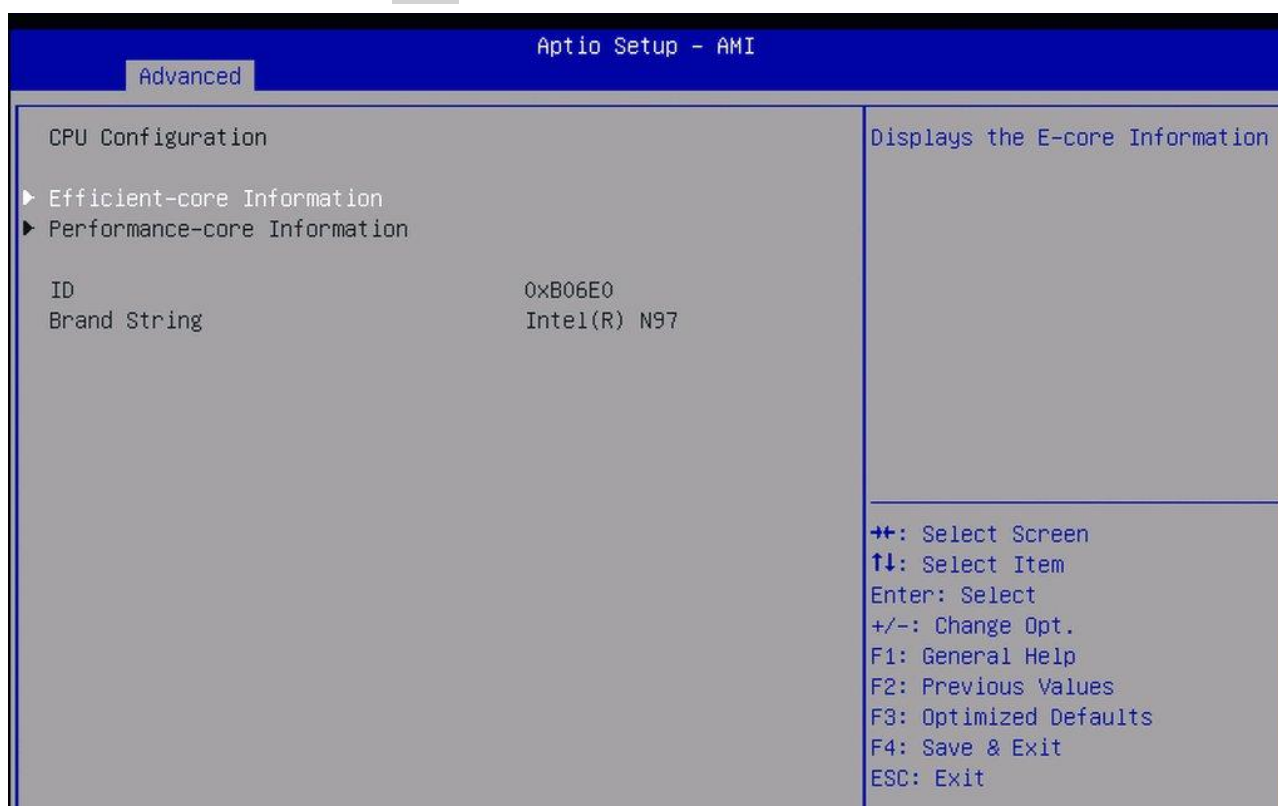 Aptio Setup – AMI
Advanced
CPU Configuration
Efficient-core Information
Performance-core Information
ID 0xB06E0
Brand String Intel(R) N97
Displays the E-core Information
→←: Select Screen
↑↓: Select Item
Enter: Select
+/-: Change Opt.
F1: General Help
F2: Previous Values
F3: Optimized Defaults
F4: Save & Exit
ESC: Exit